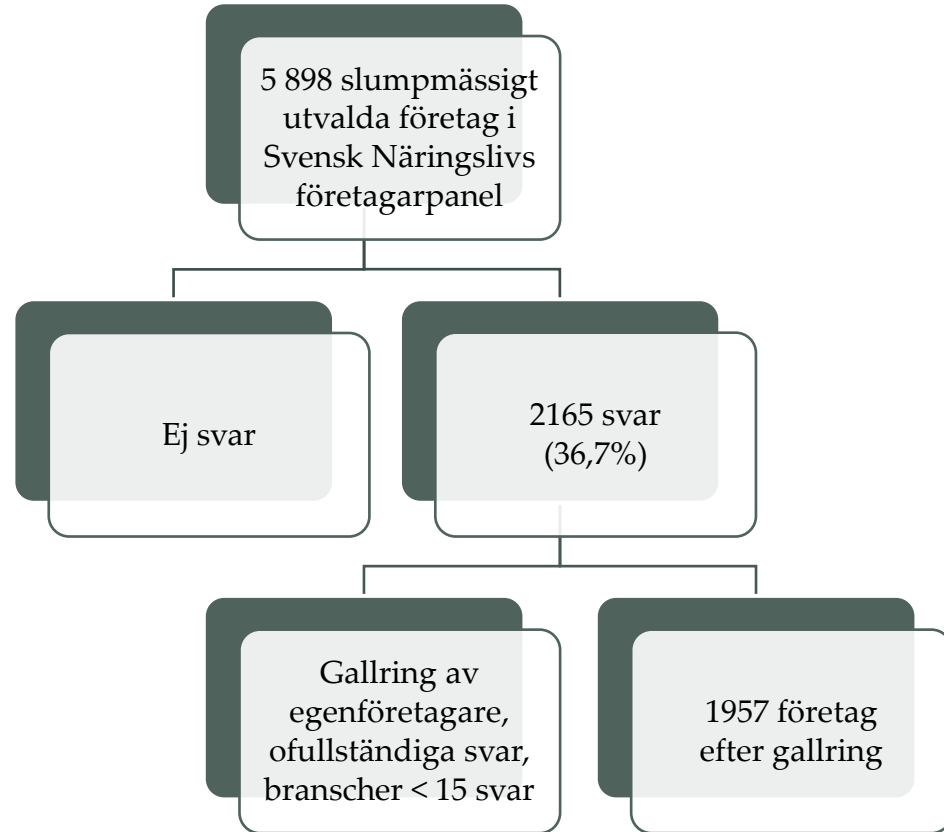 5 898 slumpmässigt
utvalda företag i
Svensk Näringslivs
företagarpanel
Ej svar
2165 svar
(36,7%)
Gallring av
egenföretagare,
ofullständiga svar,
branscher < 15 svar
1957 företag
efter gallring